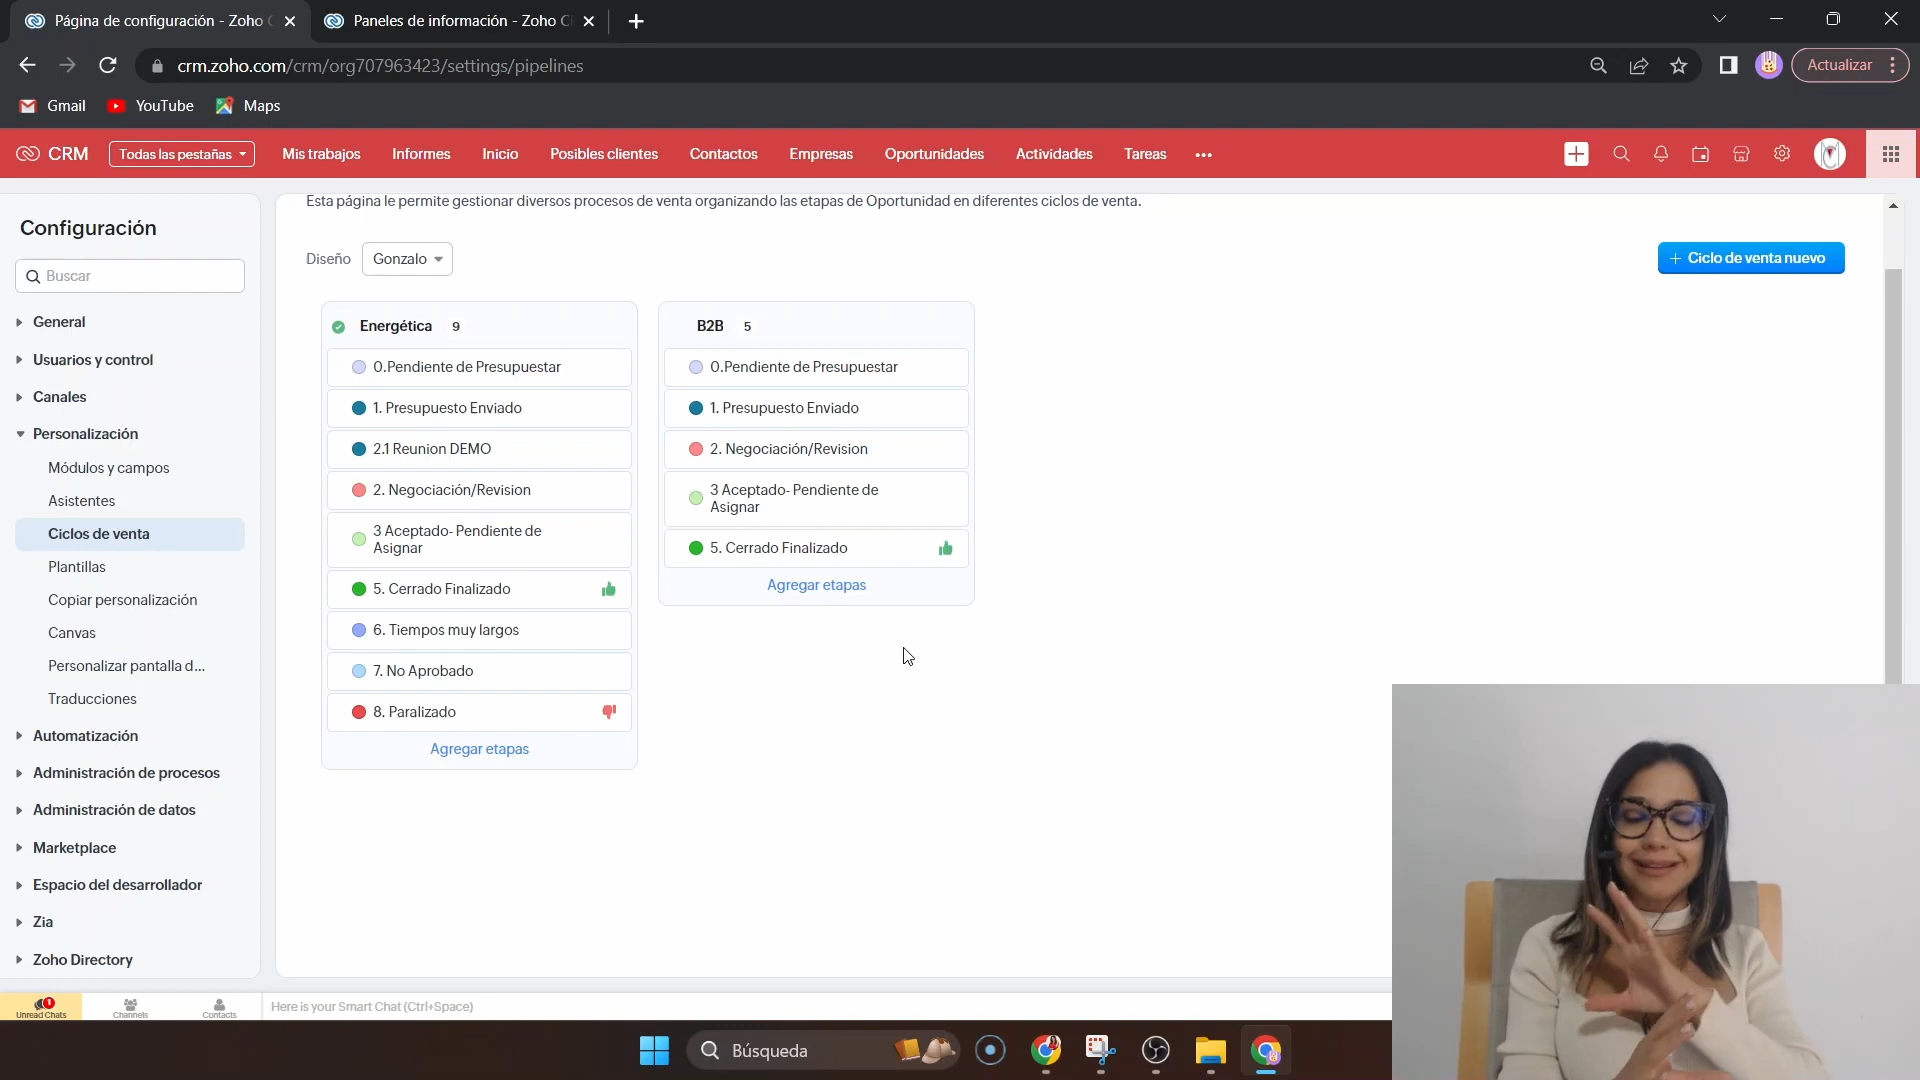 Página de configuración - Zoho
Paneles de información - Zoho C
crm.zoho.com/crm/org707963423/settings/pipelines
Actualizar
Gmail
YouTube
Maps
CRM
Todas las pestañas
Mis trabajos
Informes
Inicio
Posibles clientes
Contactos
Empresas
Oportunidades
Actividades
Tareas
Configuración
Buscar
General
Usuarios y control
Canales
Personalización
Módulos y campos
Asistentes
Ciclos de venta
Plantillas
Copiar personalización
Canvas
Personalizar pantalla d...
Traducciones
Automatización
Administración de procesos
Administración de datos
Marketplace
Espacio del desarrollador
Zia
Zoho Directory
Esta página le permite gestionar diversos procesos de venta organizando las etapas de Oportunidad en diferentes ciclos de venta.
Diseño
Gonzalo
+ Ciclo de venta nuevo
Energética 9
0.Pendiente de Presupuestar
1. Presupuesto Enviado
2.1 Reunion DEMO
2. Negociación/Revision
3 Aceptado- Pendiente de
Asignar
5. Cerrado Finalizado
6. Tiempos muy largos
7. No Aprobado
8. Paralizado
Agregar etapas
B2B 5
0.Pendiente de Presupuestar
1. Presupuesto Enviado
2. Negociación/Revision
3 Aceptado- Pendiente de
Asignar
5. Cerrado Finalizado
Agregar etapas
1
Unread Chats
Channels
Contacts
Here is your Smart Chat (Ctrl+Space)
Búsqueda